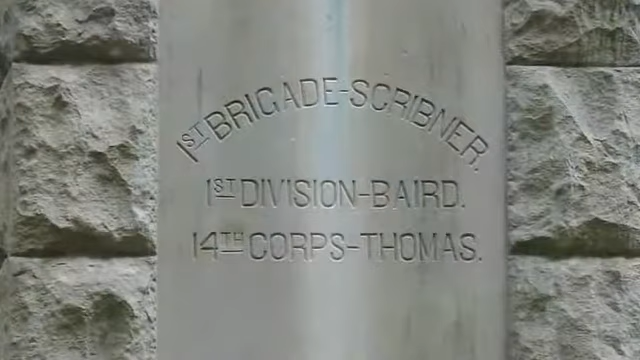 1ST BRIGADE-SCRIBNER.
1ST DIVISION-BAIRD.
14TH CORPS-THOMAS.